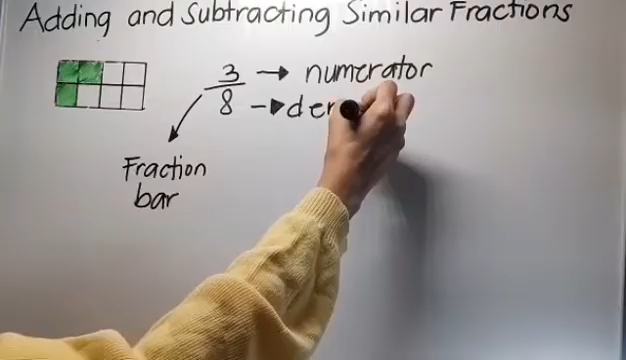 Adding and Subtracting Similar Fractions
3 → numerator
8 →
Fraction
bar